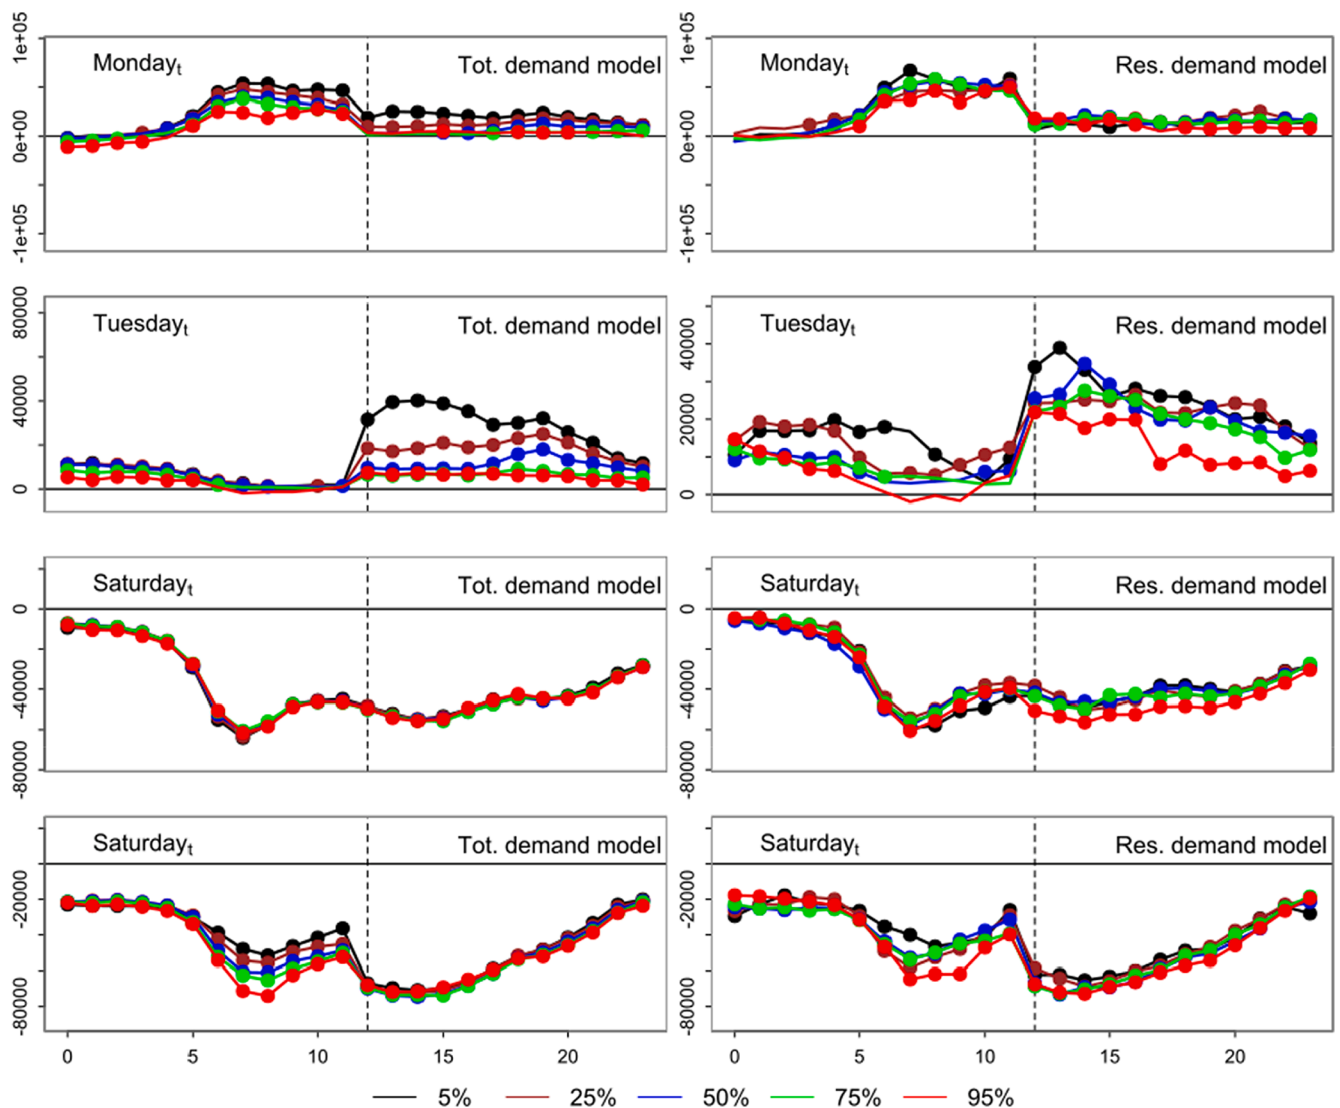 1e+05
0e+00
-1e+05
Monday_t Tot. demand model
1e+05
0e+00
-1e+05
Monday_t Res. demand model
80000
40000
0
Tuesday_t Tot. demand model
40000
20000
0
Tuesday_t Res. demand model
0
-40000
-80000
Saturday_t Tot. demand model
0
-40000
-80000
Saturday_t Res. demand model
-20000
-80000
Saturday_t Tot. demand model
-20000
-80000
Saturday_t Res. demand model
0 5 10 15 20
0 5 10 15 20
5% 25% 50% 75% 95%